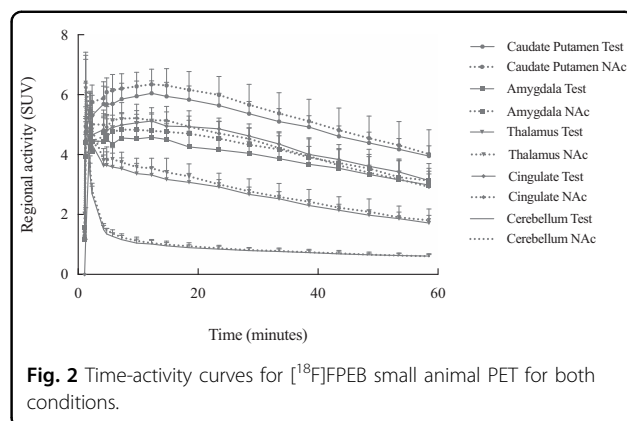 8
6
4
2
0
Regional activity (SUV)
0
20
40
60
Time (minutes)
Caudate Putamen Test
Caudate Putamen NAc
Amygdala Test
Amygdala NAc
Thalamus Test
Thalamus NAc
Cingulate Test
Cingulate NAc
Cerebellum Test
Cerebellum NAc
Fig. 2 Time-activity curves for [¹⁸F]FPEB small animal PET for both
conditions.